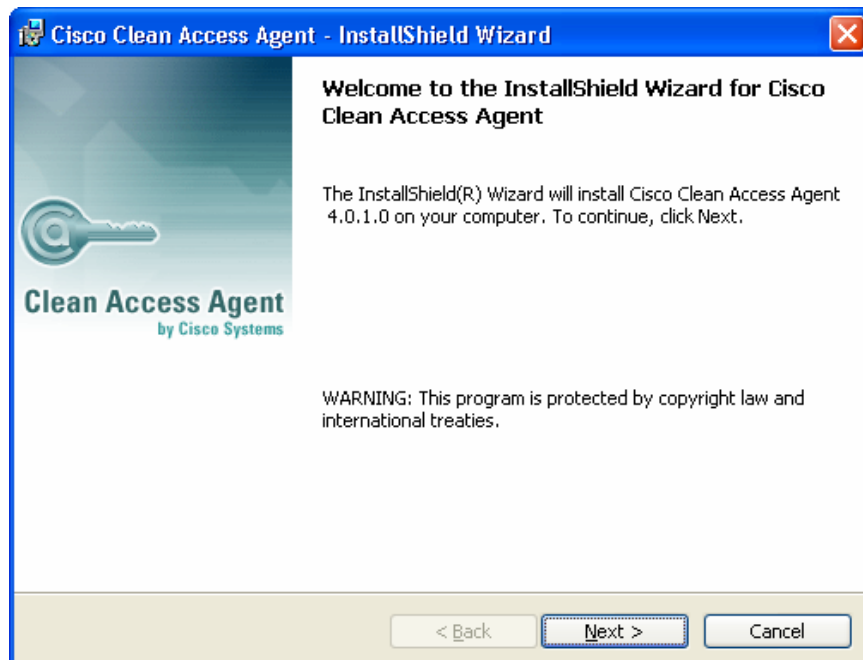 Cisco Clean Access Agent - InstallShield Wizard
Welcome to the InstallShield Wizard for Cisco
Clean Access Agent
The InstallShield(R) Wizard will install Cisco Clean Access Agent
4.0.1.0 on your computer. To continue, click Next.
Clean Access Agent
by Cisco Systems
WARNING: This program is protected by copyright law and
international treaties.
< Back
Next >
Cancel